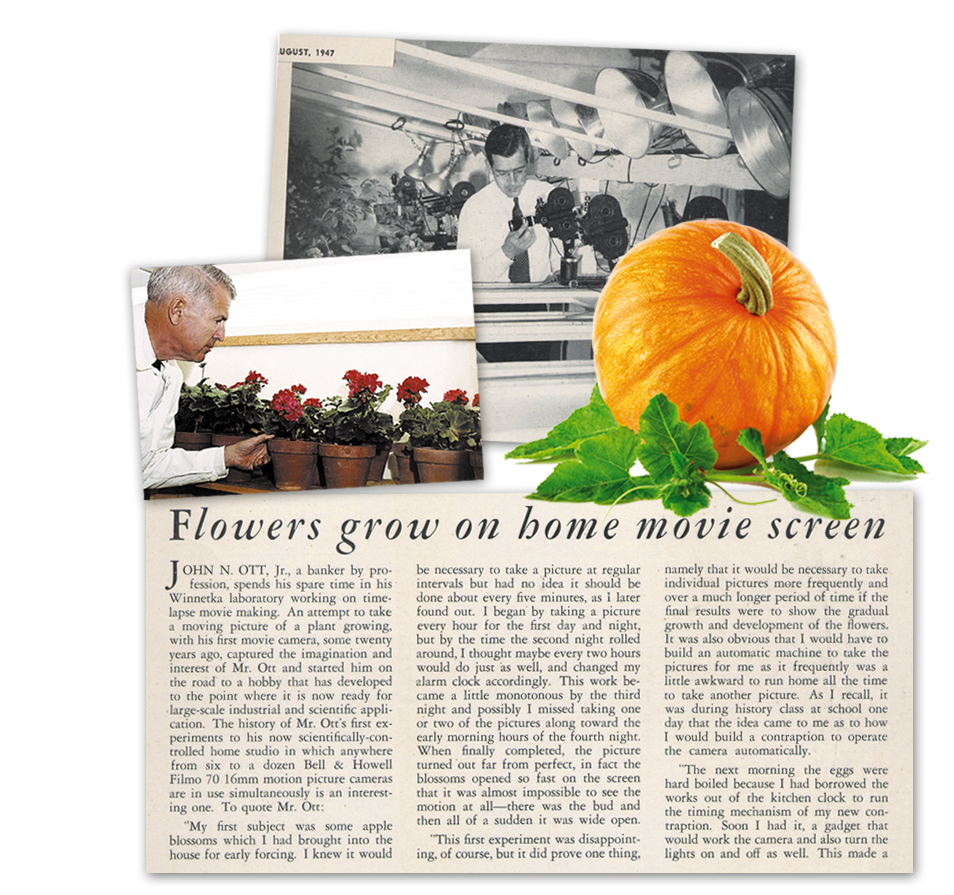 UGUST, 1947
Flowers grow on home movie screen
JOHN N. OTT, Jr., a banker by pro-
fession, spends his spare time in his
Winnetka laboratory working on time-
lapse movie making. An attempt to take
a moving picture of a plant growing,
with his first movie camera, some twenty
years ago, captured the imagination and
interest of Mr. Ott and started him on
the road to a hobby that has developed
to the point where it is now ready for
large-scale industrial and scientific appli-
cation. The history of Mr. Ott's first ex-
periments to his now scientifically-con-
trolled home studio in which anywhere
from six to a dozen Bell & Howell
Filmo 70 16mm motion picture cameras
are in use simultaneously is an interest-
ing one. To quote Mr. Ott:
"My first subject was some apple
blossoms which I had brought into the
house for early forcing. I knew it would
be necessary to take a picture at regular
intervals but had no idea it should be
done about every five minutes, as I later
found out. I began by taking a picture
every hour for the first day and night,
but by the time the second night rolled
around, I thought maybe every two hours
would do just as well, and changed my
alarm clock accordingly. This work be-
came a little monotonous by the third
night and possibly I missed taking one
or two of the pictures along toward the
early morning hours of the fourth night.
When finally completed, the picture
turned out far from perfect, in fact the
blossoms opened so fast on the screen
that it was almost impossible to see the
motion at all—there was the bud and
then all of a sudden it was wide open.
"This first experiment was disappoint-
ing, of course, but it did prove one thing,
namely that it would be necessary to take
individual pictures more frequently and
over a much longer period of time if the
final results were to show the gradual
growth and development of the flowers.
It was also obvious that I would have to
build an automatic machine to take the
pictures for me as it frequently was a
little awkward to run home all the time
to take another picture. As I recall, it
was during history class at school one
day that the idea came to me as to how
I would build a contraption to operate
the camera automatically.
"The next morning the eggs were
hard boiled because I had borrowed the
works out of the kitchen clock to run
the timing mechanism of my new con-
traption. Soon I had it, a gadget that
would work the camera and also turn the
lights on and off as well. This made a